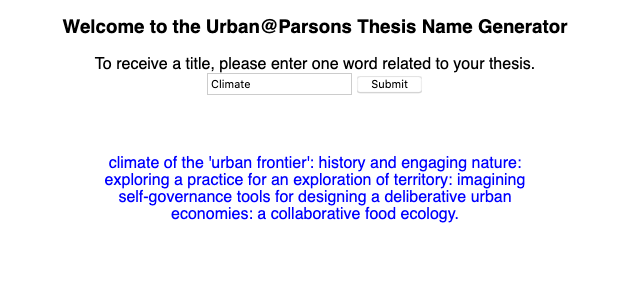 Welcome to the Urban@Parsons Thesis Name Generator
To receive a title, please enter one word related to your thesis.
Climate Submit
climate of the 'urban frontier': history and engaging nature:
exploring a practice for an exploration of territory: imagining
self-governance tools for designing a deliberative urban
economies: a collaborative food ecology.